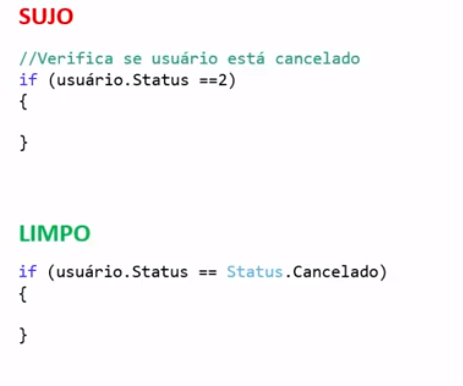 SUJO
//Verifica se usuário está cancelado
if (usuário.Status ==2)
{
}
LIMPO
if (usuário.Status == Status.Cancelado)
{
}